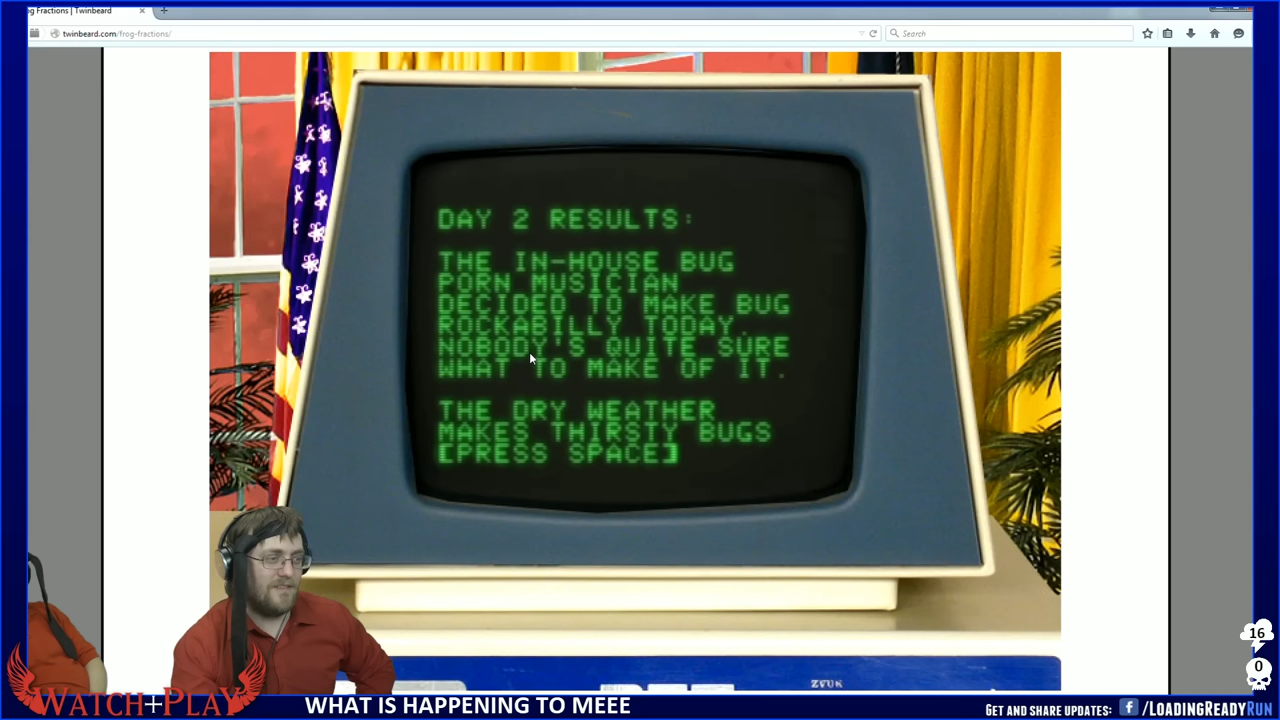 og Fractions | Twinbeard
twinbeard.com/frog-fractions/
Search
DAY 2 RESULTS:
THE IN-HOUSE BUG
PORN MUSICIAN
DECIDED TO MAKE BUG
ROCKABILLY TODAY.
NOBODY'S QUITE SURE
WHAT TO MAKE OF IT.
THE DRY WEATHER
MAKES THIRSTY BUGS
[PRESS SPACE]
ZVUK
16
0
WATCH+PLAY
WHAT IS HAPPENING TO MEEE
GET AND SHARE UPDATES: f /LOADINGREADYRUN